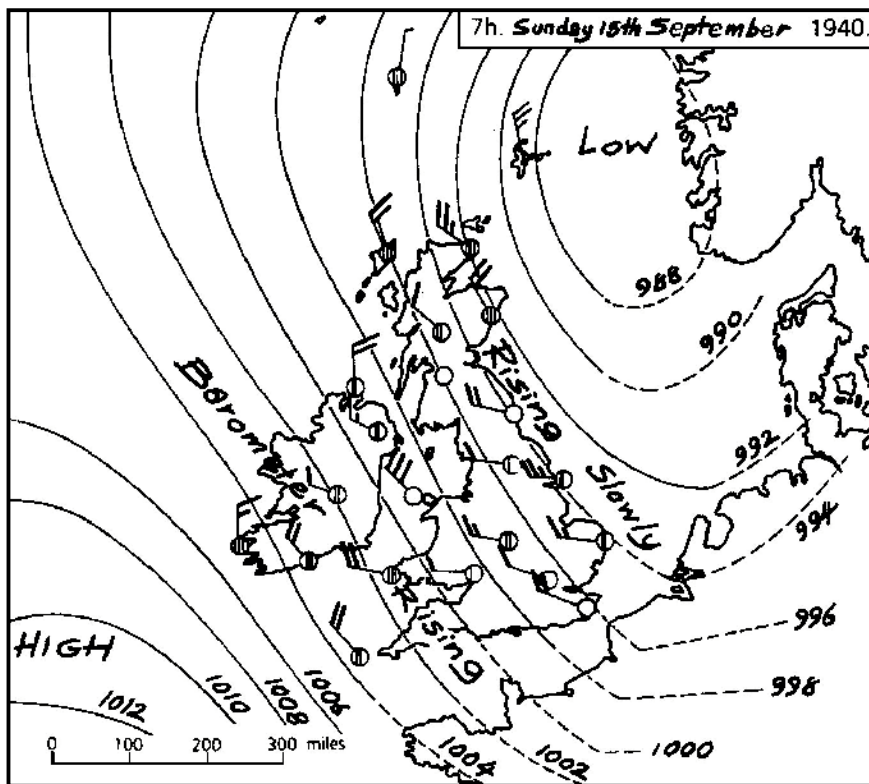 7h. Sunday 15th September 1940.
LOW
988
990
Barometer
Rising
992
Slowly
994
Rising
996
HIGH
998
1012
1010
1008
1006
1004
1002
1000
0 100 200 300 miles